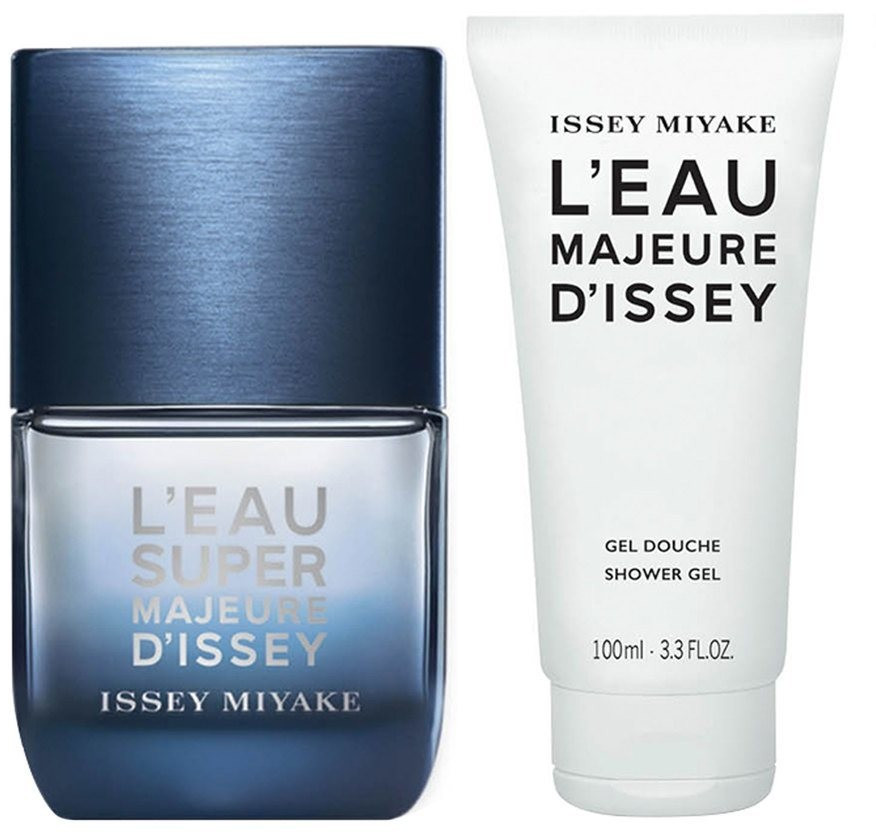 L'EAU
SUPER
MAJEURE
D'ISSEY
ISSEY MIYAKE
ISSEY MIYAKE
L'EAU
MAJEURE
D'ISSEY
GEL DOUCHE
SHOWER GEL
100ml · 3.3 FL.OZ.